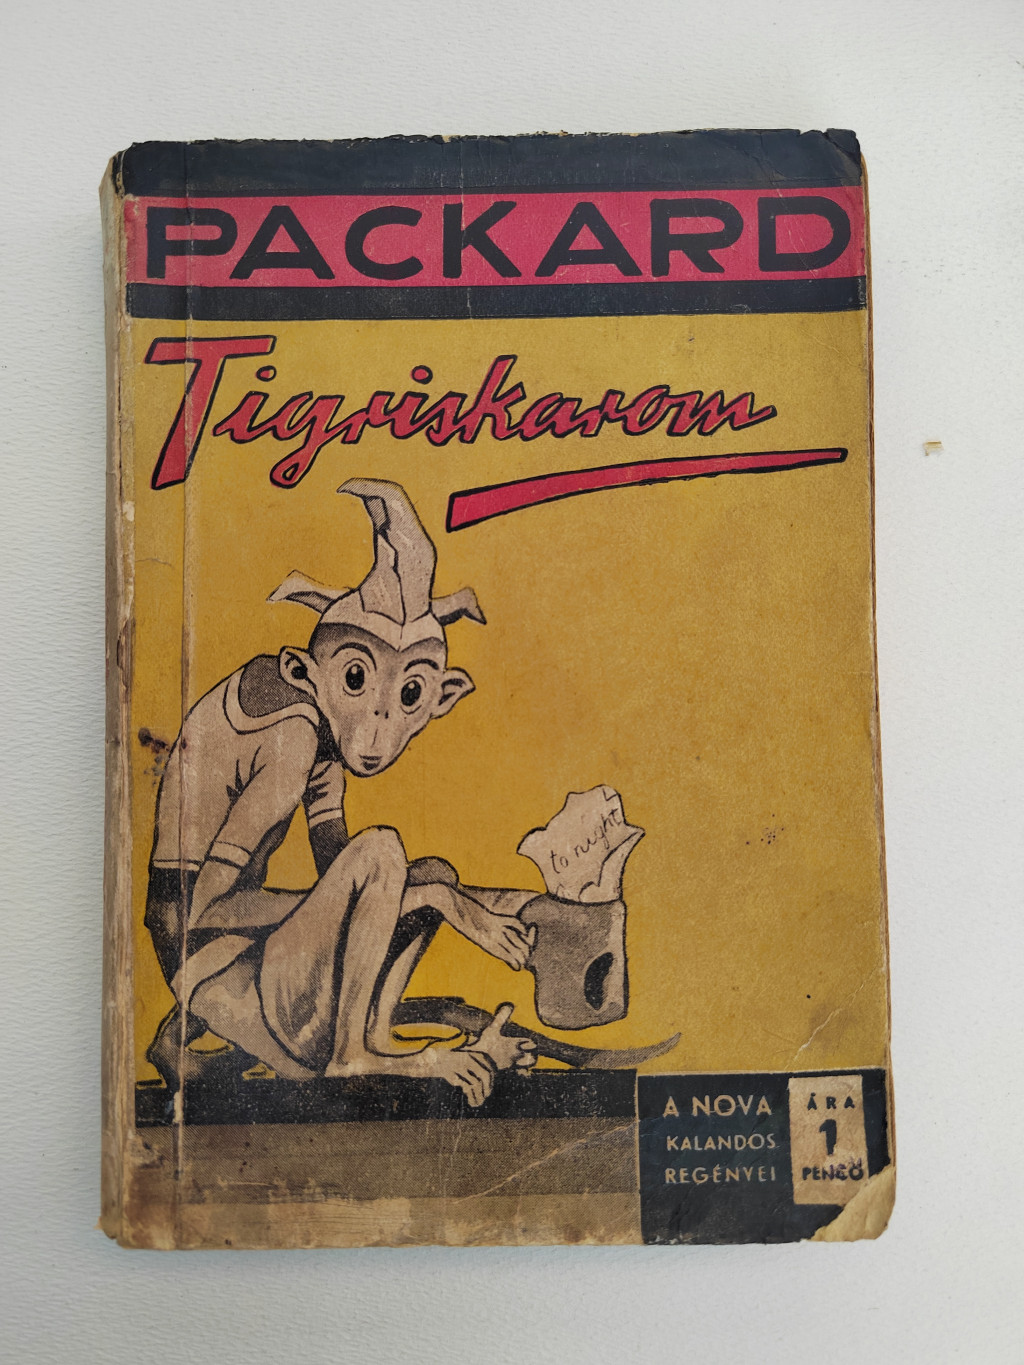 PACKARD
Tigriskarom
to night
A NOVA
KALANDOS
REGÉNYEI
ÁRA
1
PENGŐ